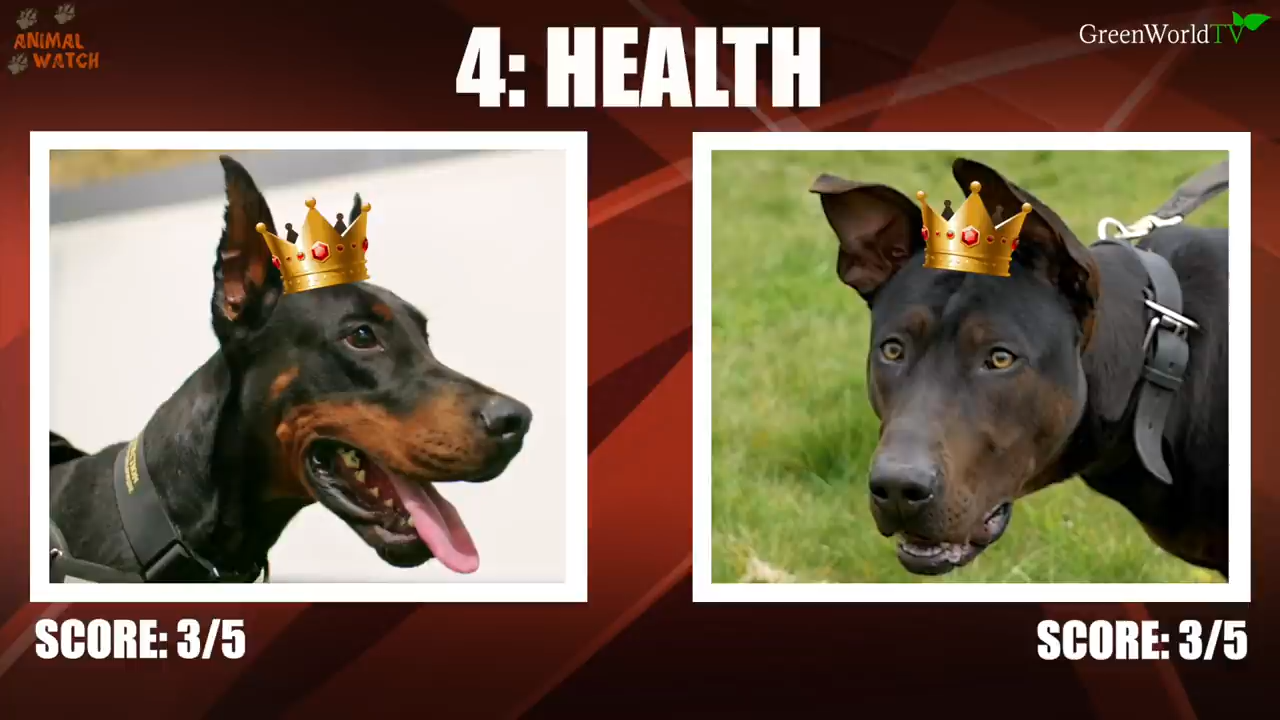 ANIMAL
WATCH
GreenWorldTV
4: HEALTH
SCORE: 3/5
SCORE: 3/5